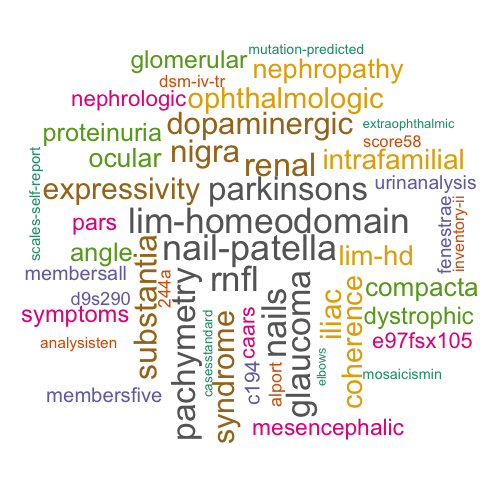 mutation-predicted
glomerular
nephropathy
dsm-iv-tr
nephrologic
ophthalmologic
dopaminergic
extraophthalmic
proteinuria
score58
nigra
ocular
renal
intrafamilial
scales-self-report
expressivity
parkinsons
urinanalysis
pars
lim-homeodomain
fenestrae
inventory-ii
angle
nail-patella
lim-hd
membersall
substantia
244a
rnfl
compacta
d9s290
pachymetry
nails
glaucoma
iliac
coherence
symptoms
dystrophic
casesstandard
syndrome
caars
analysisten
e97fsx105
c194
alport
elbows
mosaicismin
membersfive
mesencephalic